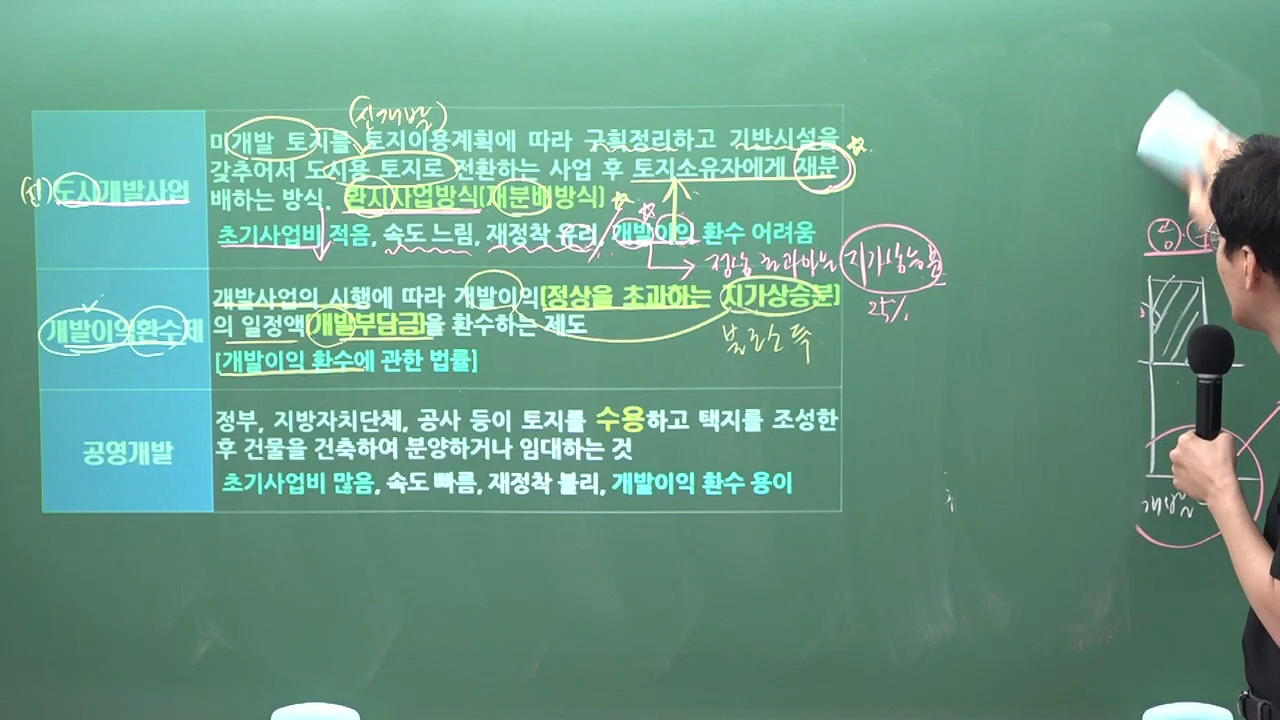 (신개발)
미개발 토지를 토지이용계획에 따라 구획정리하고 기반시설을
갖추어서 도시용 토지로 전환하는 사업 후 토지소유자에게 재분
(신) 도시개발사업
배하는 방식. 환지사업방식[재분배방식]
초기사업비 적음, 속도 느림, 재정착 유리, 개발이익 환수 어려움
정상 초과이윤 지가상승률
25%
개발사업의 시행에 따라 개발이익[정상을 초과하는 지가상승분]
개발이익환수제
의 일정액[개발부담금]을 환수하는 제도
불로소득
[개발이익 환수에 관한 법률]
정부, 지방자치단체, 공사 등이 토지를 수용하고 택지를 조성한
공영개발
후 건물을 건축하여 분양하거나 임대하는 것
초기사업비 많음, 속도 빠름, 재정착 불리, 개발이익 환수 용이
개발